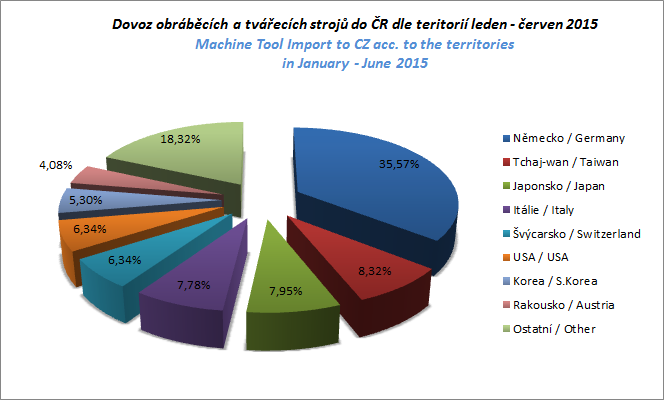 Dovoz obráběcích a tvářecích strojů do ČR dle teritorií leden - červen 2015
Machine Tool Import to CZ acc. to the territories
in January - June 2015
18,32%
35,57%
4,08%
5,30%
6,34%
6,34%
7,78%
7,95%
8,32%
Německo / Germany
Tchaj-wan / Taiwan
Japonsko / Japan
Itálie / Italy
Švýcarsko / Switzerland
USA / USA
Korea / S.Korea
Rakousko / Austria
Ostatní / Other